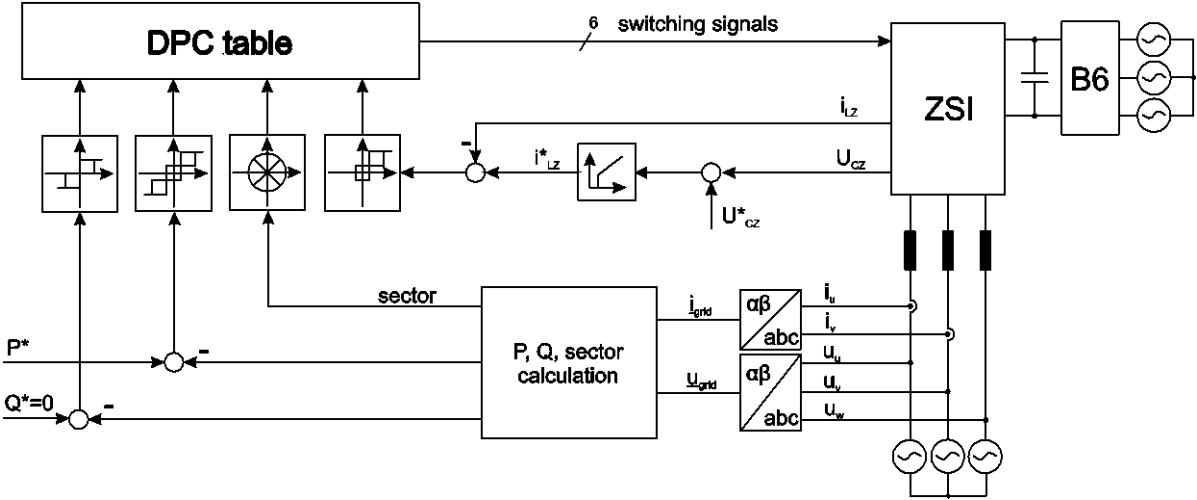 DPC table
6 switching signals
ZSI
B6
i_LZ
-
i*_LZ
U_CZ
U*_CZ
sector
P, Q, sector
calculation
i_grid
αβ
abc
i_u
i_v
P*
-
u_grid
αβ
abc
u_u
u_v
u_w
Q*=0
-